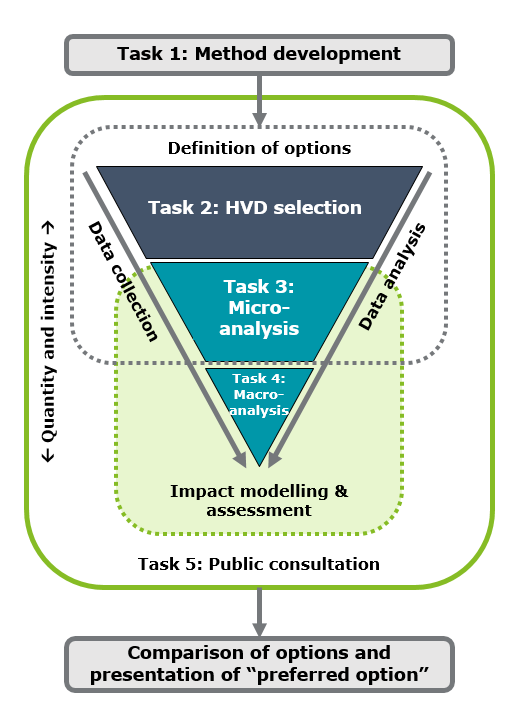 Task 1: Method development
Definition of options
Task 2: HVD selection
← Quantity and intensity →
Data collection
Data analysis
Task 3:
Micro-
analysis
Task 4:
Macro-
analysis
Impact modelling &
assessment
Task 5: Public consultation
Comparison of options and
presentation of “preferred option”